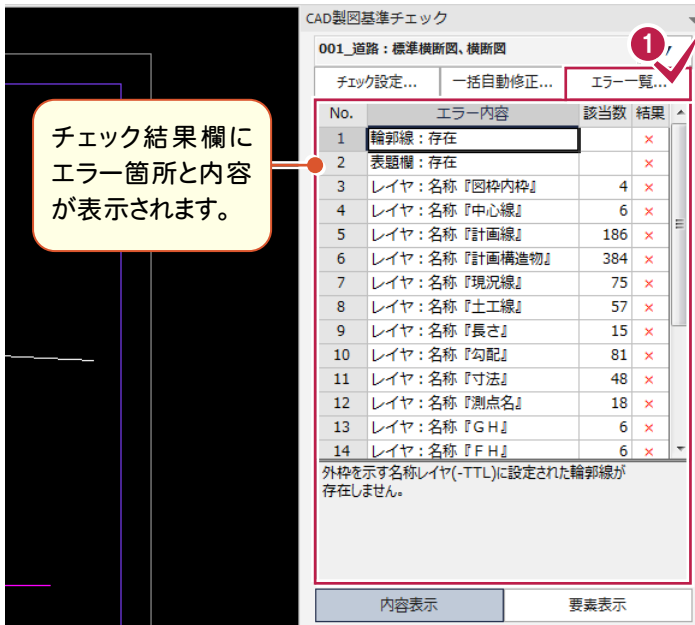 CAD製図基準チェック
001_道路：標準横断図、横断図
1
チェック設定... 一括自動修正... エラー一覧...
チェック結果欄に
エラー箇所と内容
が表示されます。
No. エラー内容 該当数 結果
1 輪郭線：存在 ×
2 表題欄：存在 ×
3 レイヤ：名称『図枠内枠』 4 ×
4 レイヤ：名称『中心線』 6 ×
5 レイヤ：名称『計画線』 186 ×
6 レイヤ：名称『計画構造物』 384 ×
7 レイヤ：名称『現況線』 75 ×
8 レイヤ：名称『土工線』 57 ×
9 レイヤ：名称『長さ』 15 ×
10 レイヤ：名称『勾配』 81 ×
11 レイヤ：名称『寸法』 48 ×
12 レイヤ：名称『測点名』 18 ×
13 レイヤ：名称『ＧＨ』 6 ×
14 レイヤ：名称『ＦＨ』 6 ×
外枠を示す名称レイヤ(-TTL)に設定された輪郭線が
存在しません。
内容表示 要素表示